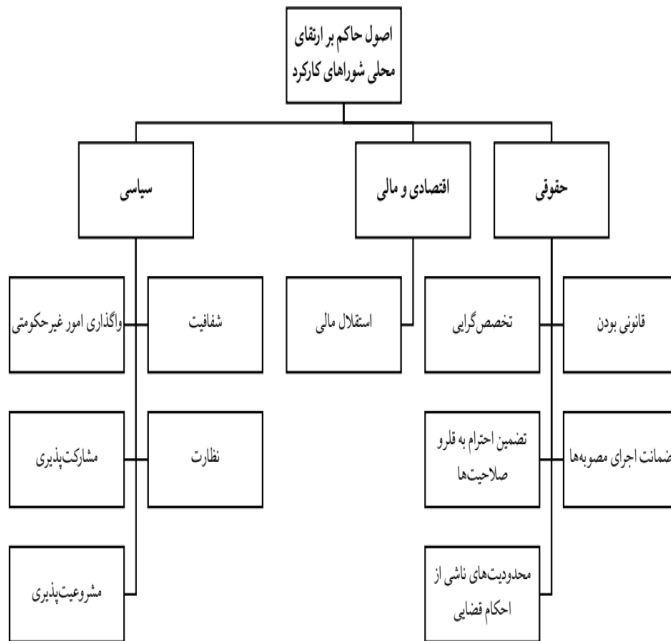 اصول حاکم بر ارتقای
محلی شوراهای کارکرد
حقوقی
اقتصادی و مالی
سیاسی
قانونی بودن
تخصص‌گرایی
استقلال مالی
شفافیت
واگذاری امور غیرحکومتی
ضمانت اجرای مصوبه‌ها
تضمین احترام به قلرو
صلاحیت‌ها
نظارت
مشارکت‌پذیری
محدودیت‌های ناشی از
احکام قضایی
مشروعیت‌پذیری